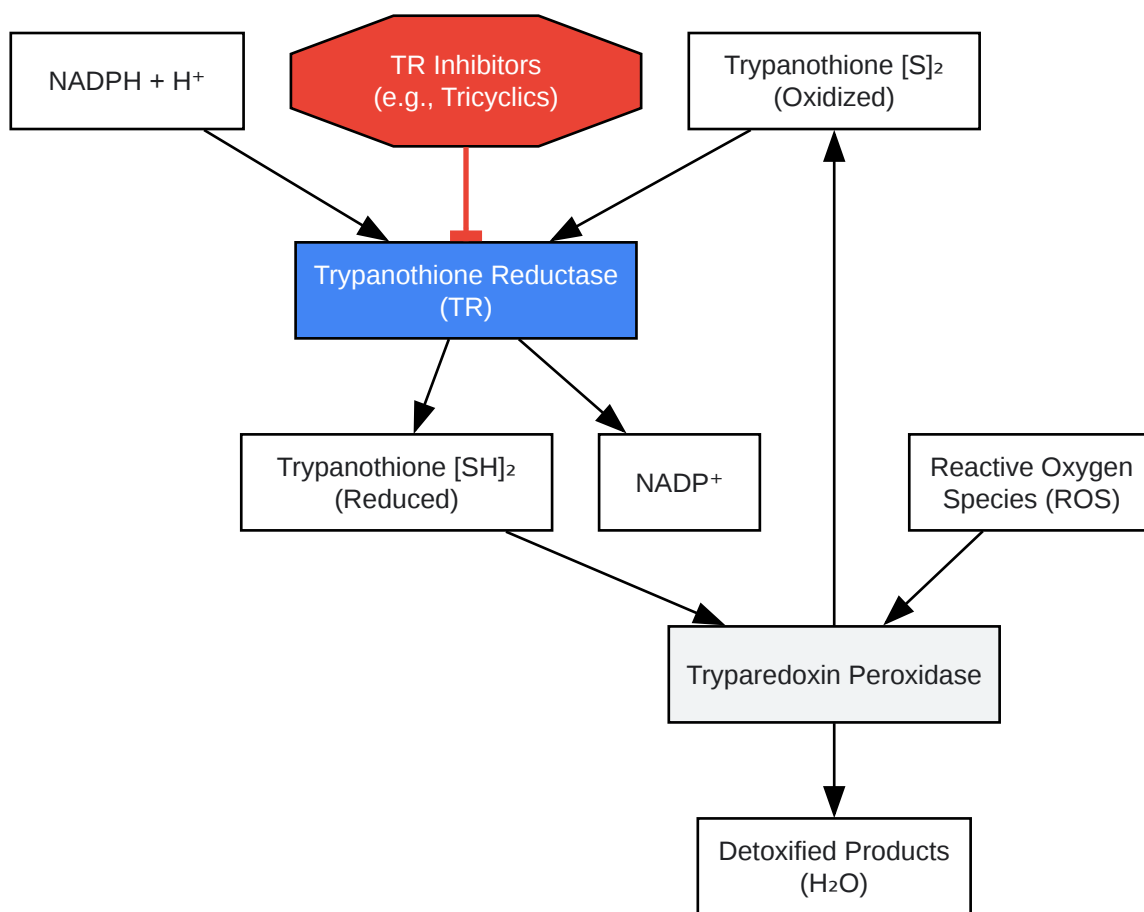 NADPH + H⁺
TR Inhibitors
(e.g., Tricyclics)
Trypanothione [S]₂
(Oxidized)
Trypanothione Reductase
(TR)
Trypanothione [SH]₂
(Reduced)
NADP⁺
Reactive Oxygen
Species (ROS)
Tryparedoxin Peroxidase
Detoxified Products
(H₂O)